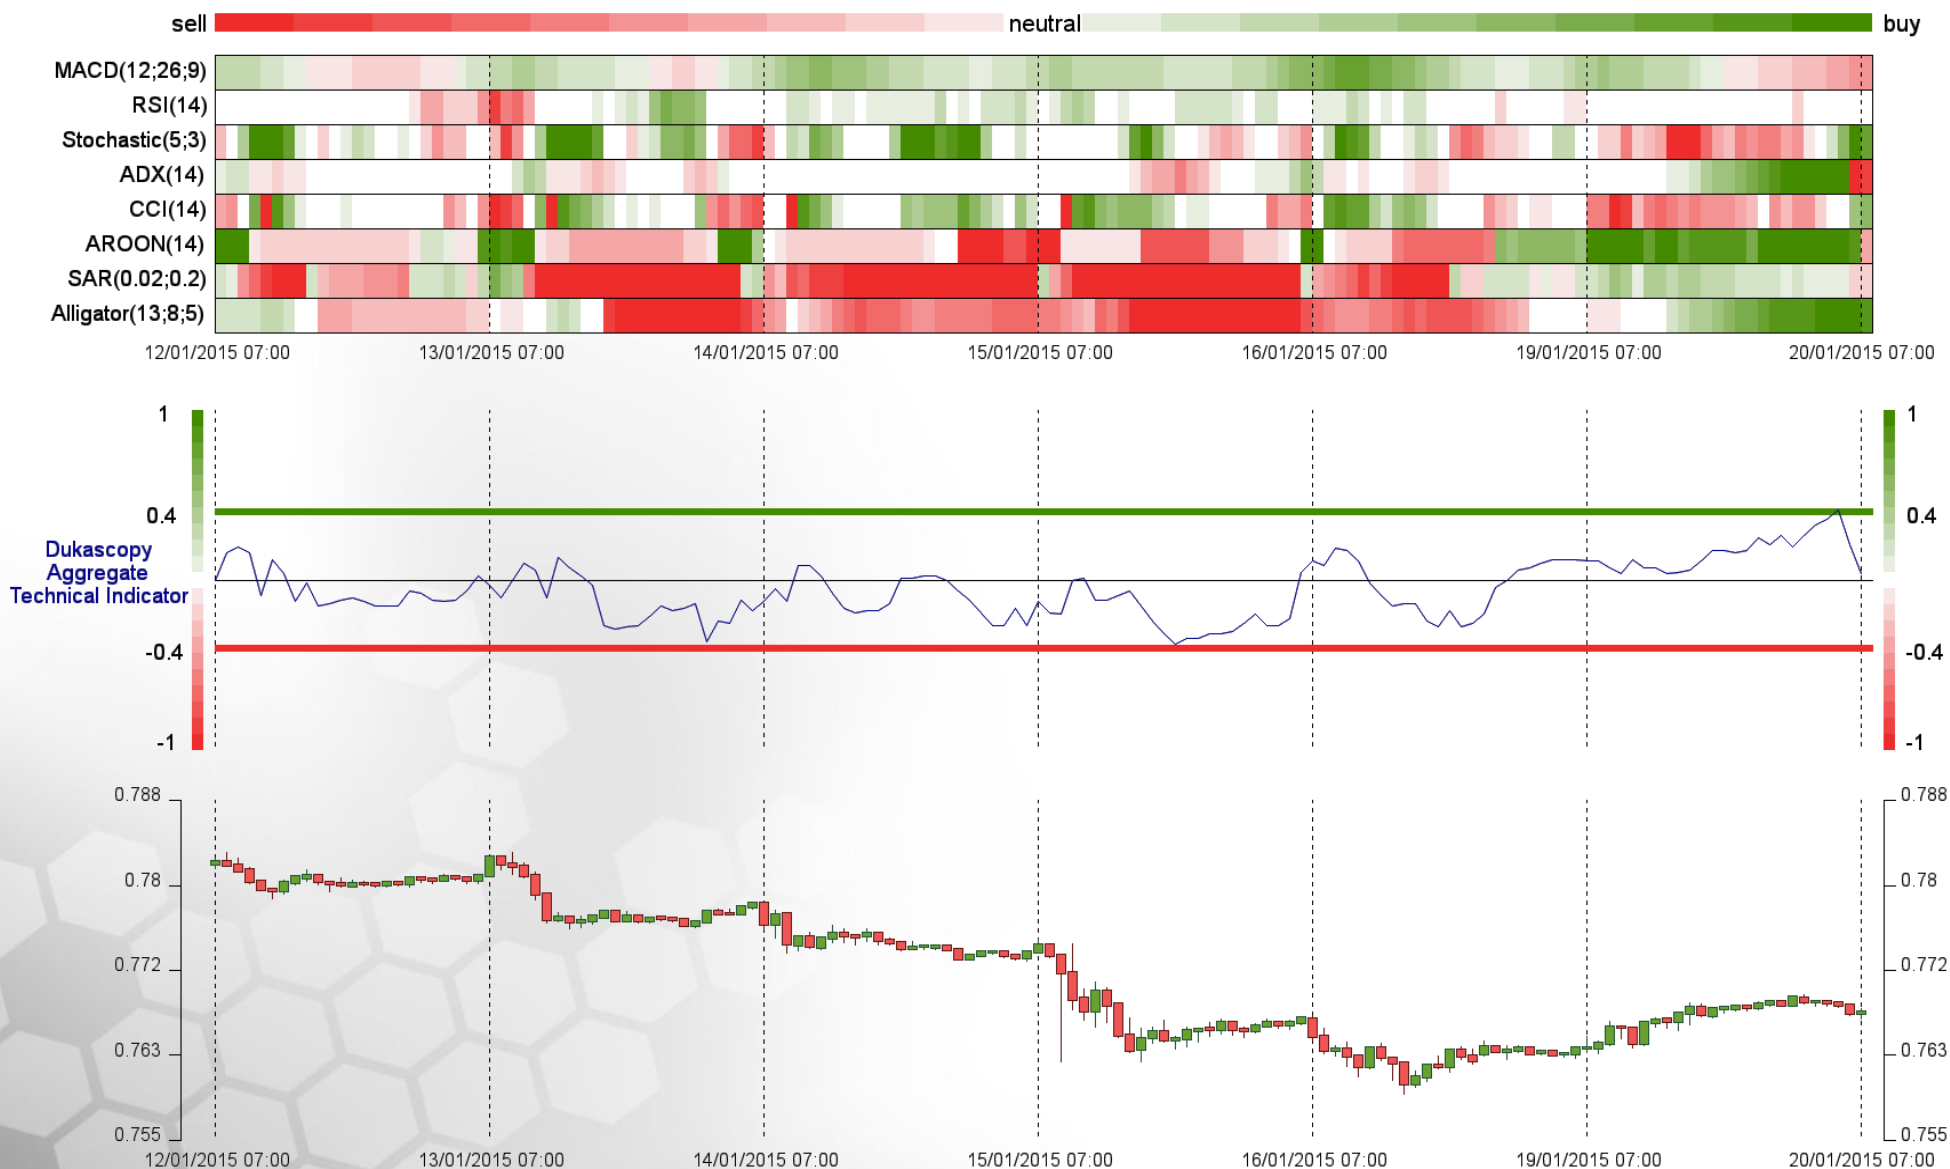 sell neutral buy
MACD(12;26;9)
RSI(14)
Stochastic(5;3)
ADX(14)
CCI(14)
AROON(14)
SAR(0.02;0.2)
Alligator(13;8;5)
12/01/2015 07:00 13/01/2015 07:00 14/01/2015 07:00 15/01/2015 07:00 16/01/2015 07:00 19/01/2015 07:00 20/01/2015 07:00
1 1
0.4 0.4
Dukascopy
Aggregate
Technical Indicator
-0.4 -0.4
-1 -1
0.788 0.788
0.78 0.78
0.772 0.772
0.763 0.763
0.755 0.755
12/01/2015 07:00 13/01/2015 07:00 14/01/2015 07:00 15/01/2015 07:00 16/01/2015 07:00 19/01/2015 07:00 20/01/2015 07:00